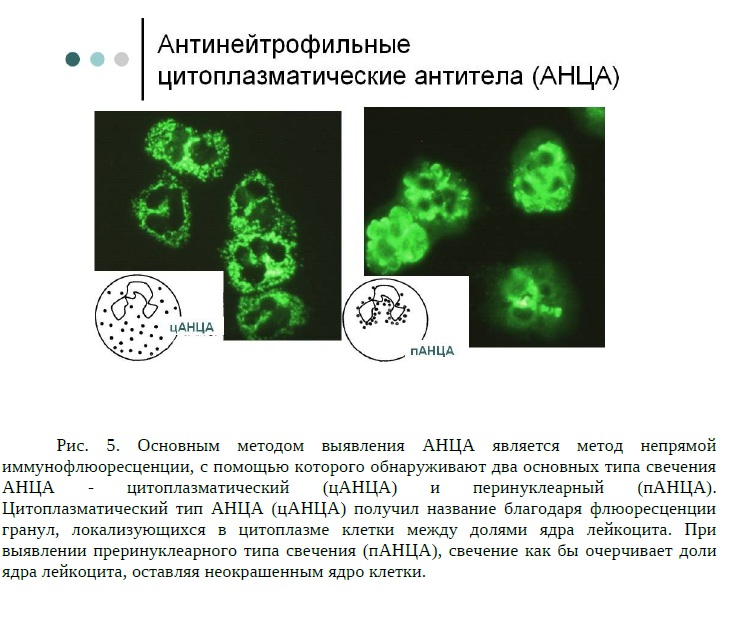 Антинейтрофильные
цитоплазматические антитела (АНЦА)
цАНЦА
пАНЦА
Рис. 5. Основным методом выявления АНЦА является метод непрямой
иммунофлюоресценции, с помощью которого обнаруживают два основных типа свечения
АНЦА - цитоплазматический (цАНЦА) и перинуклеарный (пАНЦА).
Цитоплазматический тип АНЦА (цАНЦА) получил название благодаря флюоресценции
гранул, локализующихся в цитоплазме клетки между долями ядра лейкоцита. При
выявлении преринуклеарного типа свечения (пАНЦА), свечение как бы очерчивает доли
ядра лейкоцита, оставляя неокрашенным ядро клетки.